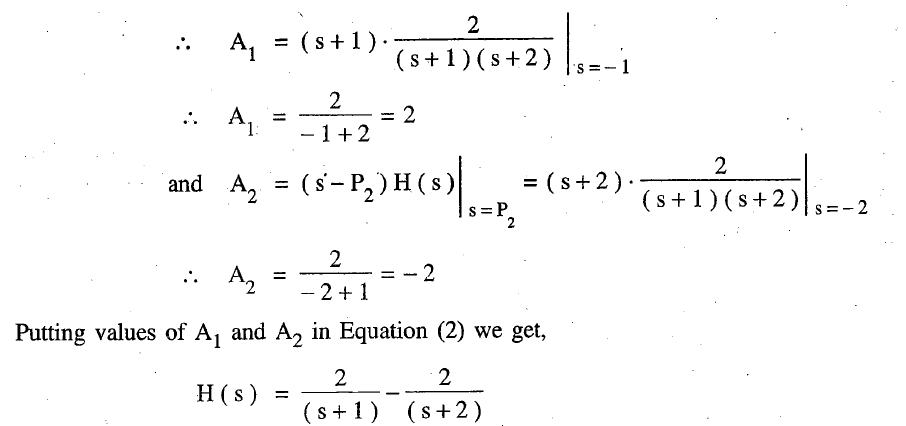 ∴ A₁ = (s+1)· 2/((s+1)(s+2)) |s=−1
∴ A₁ = 2/(−1+2) = 2
and A₂ = (s−P₂)H(s)|s=P₂ = (s+2)· 2/((s+1)(s+2)) |s=−2
∴ A₂ = 2/(−2+1) = −2
Putting values of A₁ and A₂ in Equation (2) we get,
H(s) = 2/(s+1) − 2/(s+2)